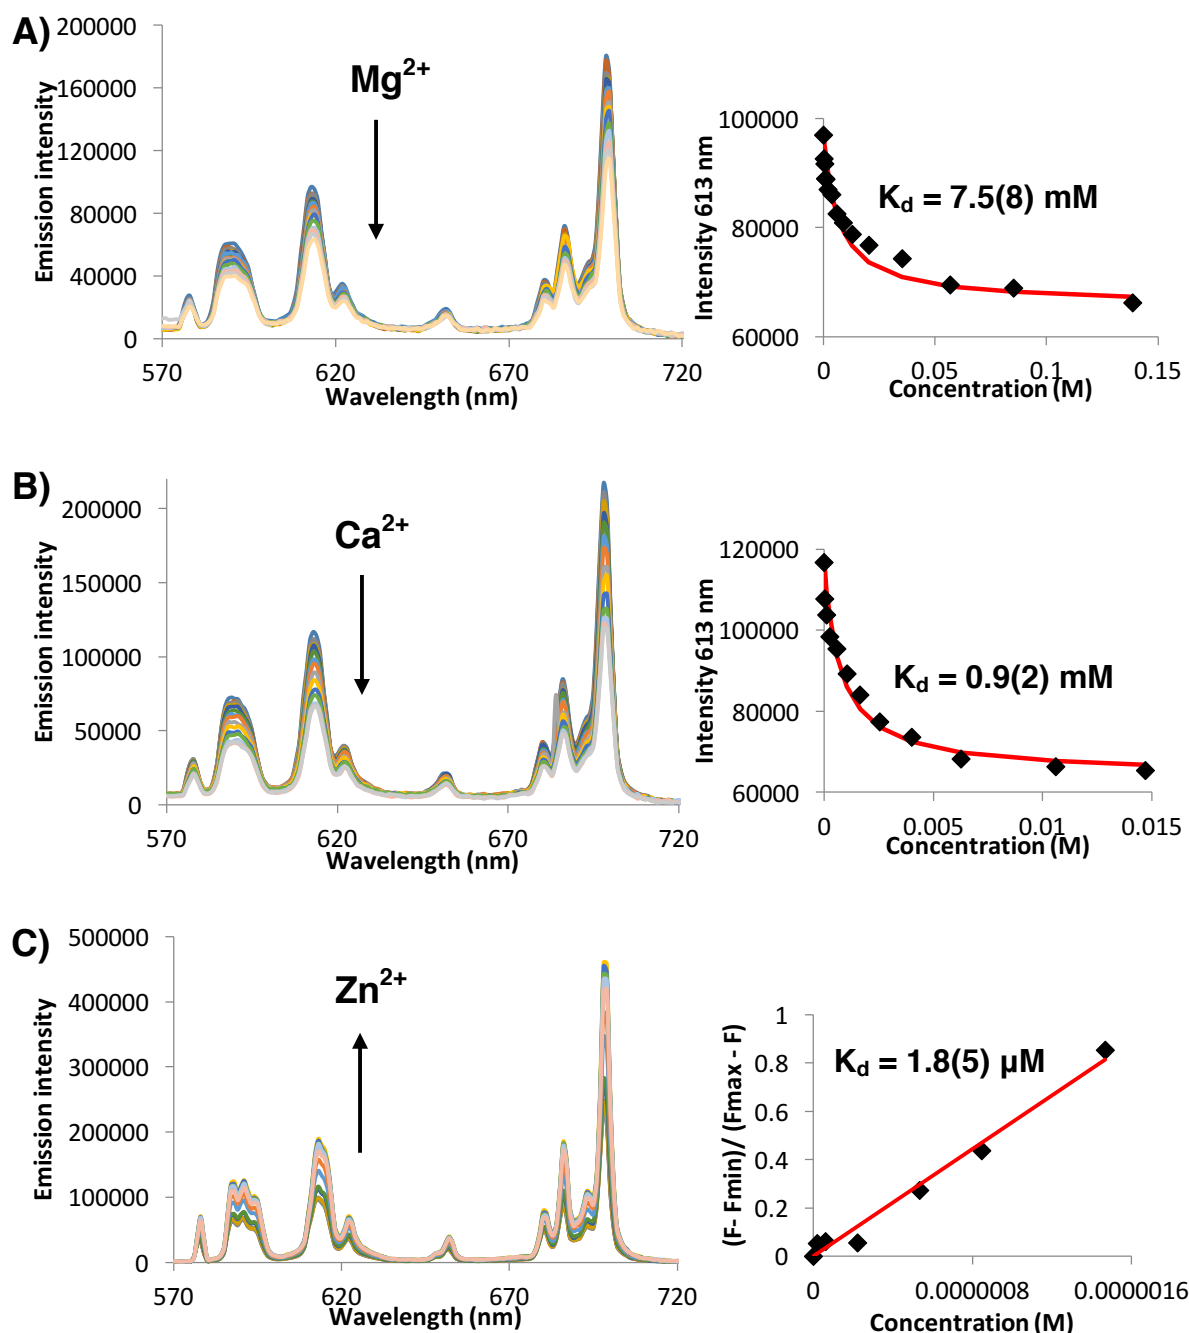 A)
200000
160000
120000
80000
40000
0
570
620
670
720
Emission intensity
Wavelength (nm)
Mg2+
100000
80000
60000
0
0.05
0.1
0.15
Intensity 613 nm
Concentration (M)
Kd = 7.5(8) mM
B)
200000
150000
100000
50000
0
570
620
670
720
Emission intensity
Wavelength (nm)
Ca2+
120000
100000
80000
60000
0
0.005
0.01
0.015
Intensity 613 nm
Concentration (M)
Kd = 0.9(2) mM
C)
500000
400000
300000
200000
100000
0
570
620
670
720
Emission intensity
Wavelength (nm)
Zn2+
1
0.8
0.6
0.4
0.2
0
0
0.0000008
0.0000016
(F- Fmin)/ (Fmax - F)
Concentration (M)
Kd = 1.8(5) µM